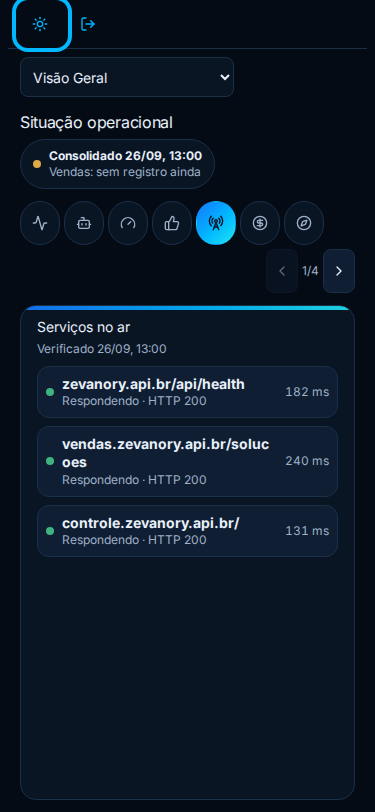 Visão Geral
Situação operacional
Consolidado 26/09, 13:00
Vendas: sem registro ainda
1/4
Serviços no ar
Verificado 26/09, 13:00
zevanory.api.br/api/health
Respondendo · HTTP 200
182 ms
vendas.zevanory.api.br/soluc
oes
Respondendo · HTTP 200
240 ms
controle.zevanory.api.br/
Respondendo · HTTP 200
131 ms